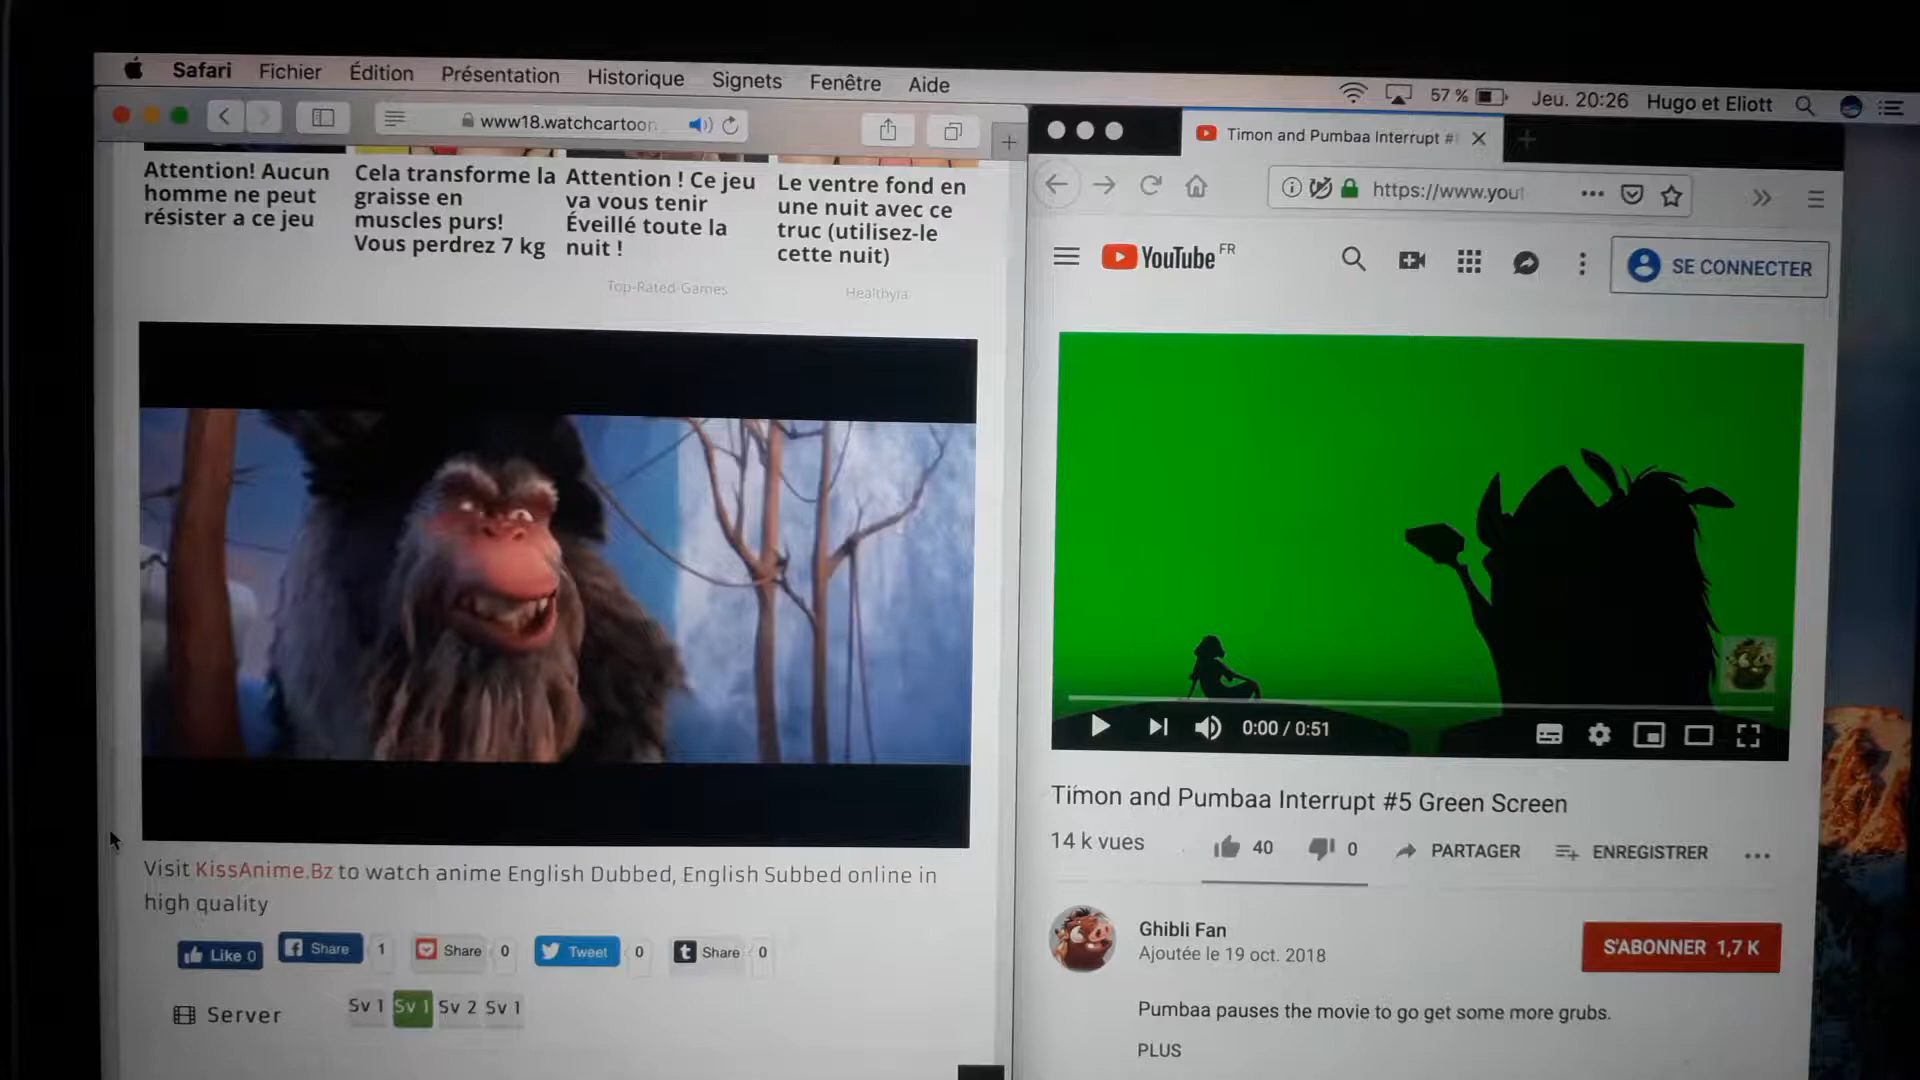 Safari Fichier Édition Présentation Historique Signets Fenêtre Aide
57 % Jeu. 20:26 Hugo et Eliott
www18.watchcartoon
Attention! Aucun
homme ne peut
résister a ce jeu
Cela transforme la
graisse en
muscles purs!
Vous perdrez 7 kg
Attention ! Ce jeu
va vous tenir
Éveillé toute la
nuit !
Top-Rated-Games
Le ventre fond en
une nuit avec ce
truc (utilisez-le
cette nuit)
Healthyra
Visit KissAnime.Bz to watch anime English Dubbed, English Subbed online in
high quality
Like 0 Share 1 Share 0 Tweet 0 t Share 0
Server Sv 1 Sv 1 Sv 2 Sv 1
Timon and Pumbaa Interrupt #
https://www.yout
YouTube FR
SE CONNECTER
0:00 / 0:51
Timon and Pumbaa Interrupt #5 Green Screen
14 k vues 40 0 PARTAGER ENREGISTRER
Ghibli Fan
Ajoutée le 19 oct. 2018
S'ABONNER 1,7 K
Pumbaa pauses the movie to go get some more grubs.
PLUS